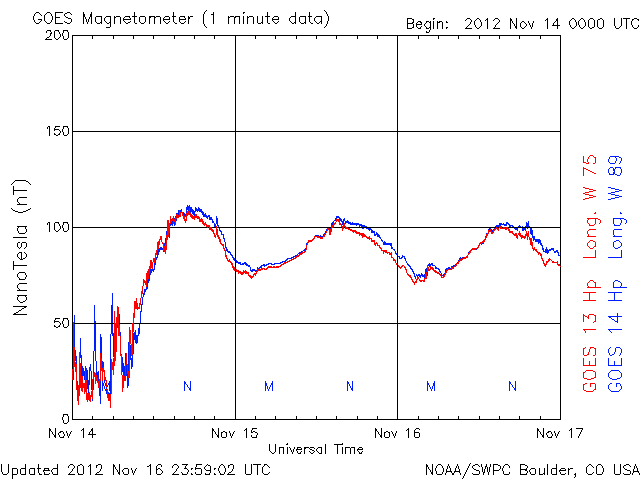 GOES Magnetometer (1 minute data)
Begin: 2012 Nov 14 0000 UTC
200
150
100
50
0
NanoTesla (nT)
M N M N M N
Nov 14 Nov 15 Nov 16 Nov 17
Universal Time
GOES 13 Hp Long. W 75
GOES 14 Hp Long. W 89
Updated 2012 Nov 16 23:59:02 UTC
NOAA/SWPC Boulder, CO USA